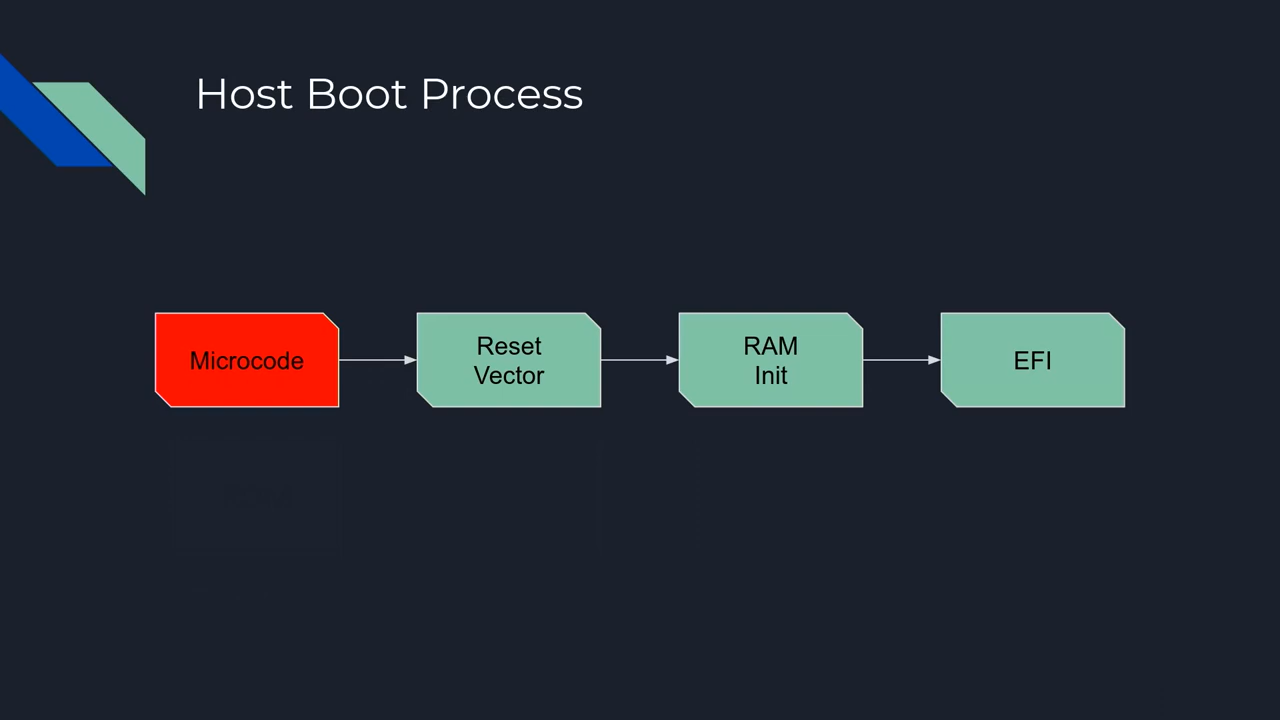 Host Boot Process
Microcode
Reset
Vector
RAM
Init
EFI